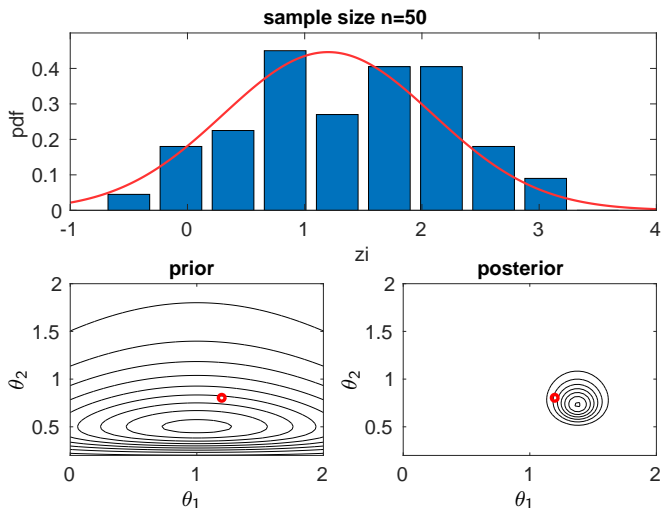 sample size n=50
pdf
0.4
0.3
0.2
0.1
0
-1 0 1 2 3 4
zi
prior
θ2
2
1.5
1
0.5
0 1 2
θ1
posterior
θ2
2
1.5
1
0.5
0 1 2
θ1